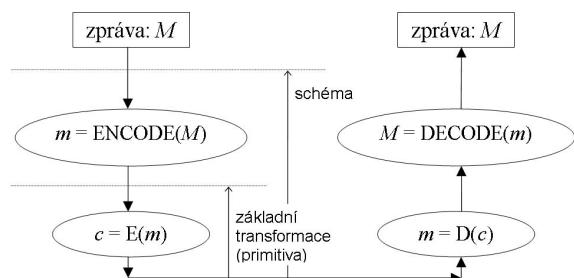 zpráva: M
m = ENCODE(M)
c = E(m)
schéma
základní
transformace
(primitiva)
zpráva: M
M = DECODE(m)
m = D(c)